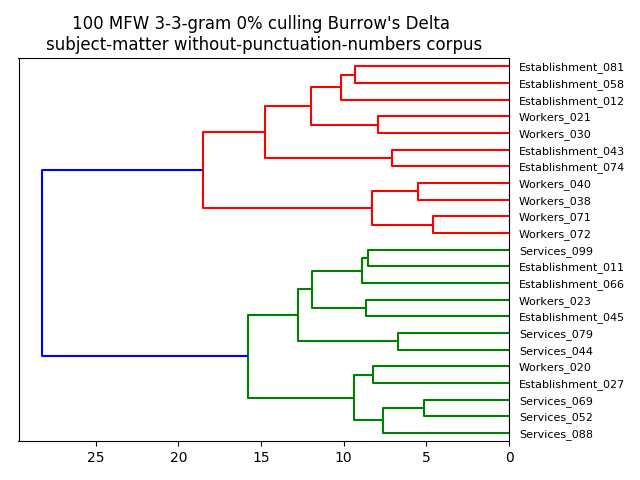 100 MFW 3-3-gram 0% culling Burrow's Delta
subject-matter without-punctuation-numbers corpus
Establishment_081
Establishment_058
Establishment_012
Workers_021
Workers_030
Establishment_043
Establishment_074
Workers_040
Workers_038
Workers_071
Workers_072
Services_099
Establishment_011
Establishment_066
Workers_023
Establishment_045
Services_079
Services_044
Workers_020
Establishment_027
Services_069
Services_052
Services_088
25 20 15 10 5 0